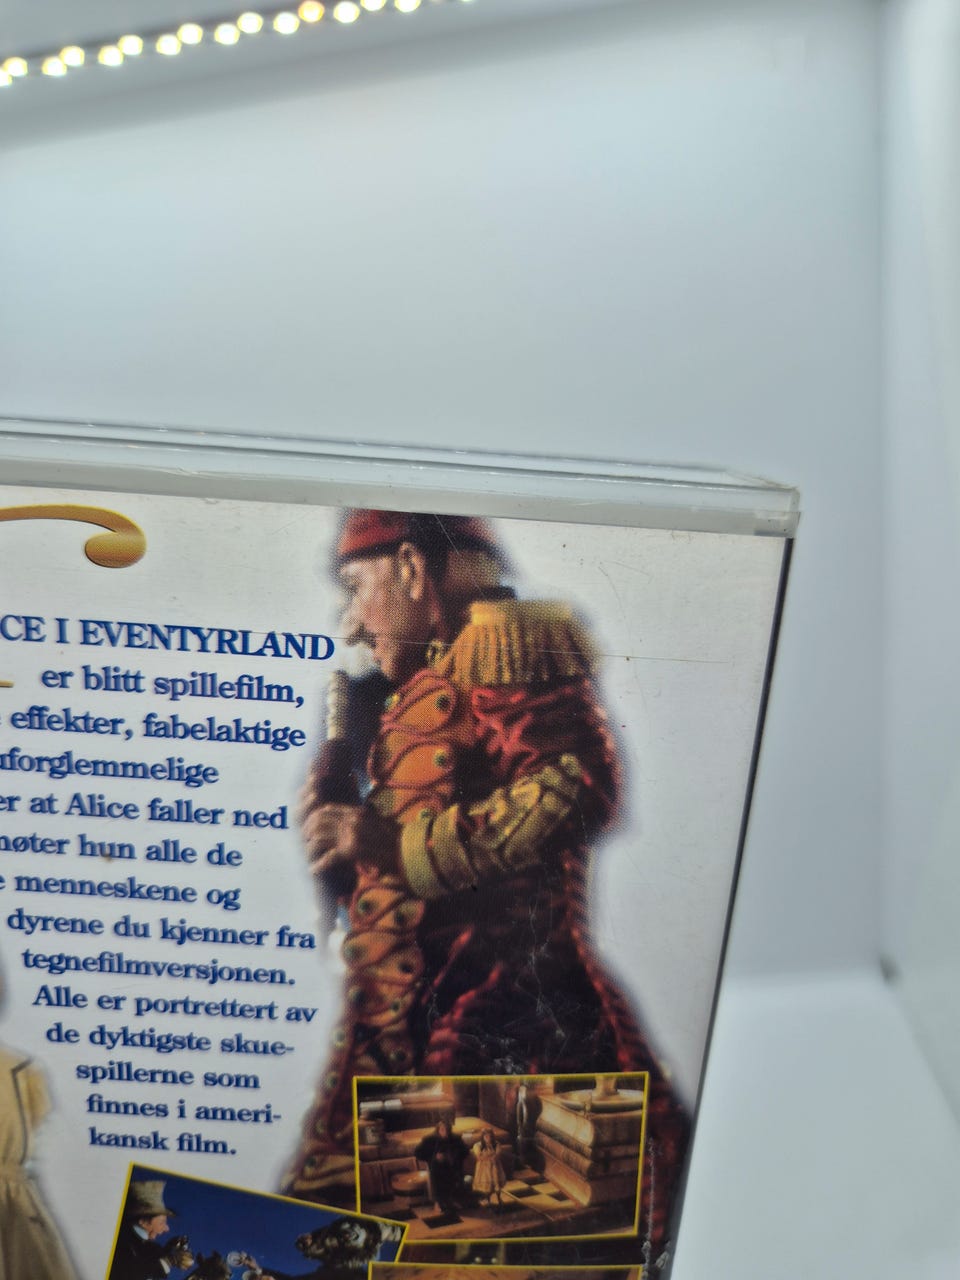 CE I EVENTYRLAND
er blitt spillefilm,
effekter, fabelaktige
uforglemmelige
er at Alice faller ned
møter hun alle de
menneskene og
dyrene du kjenner fra
tegnefilmversjonen.
Alle er portrettert av
de dyktigste skue-
spillerne som
finnes i ameri-
kansk film.